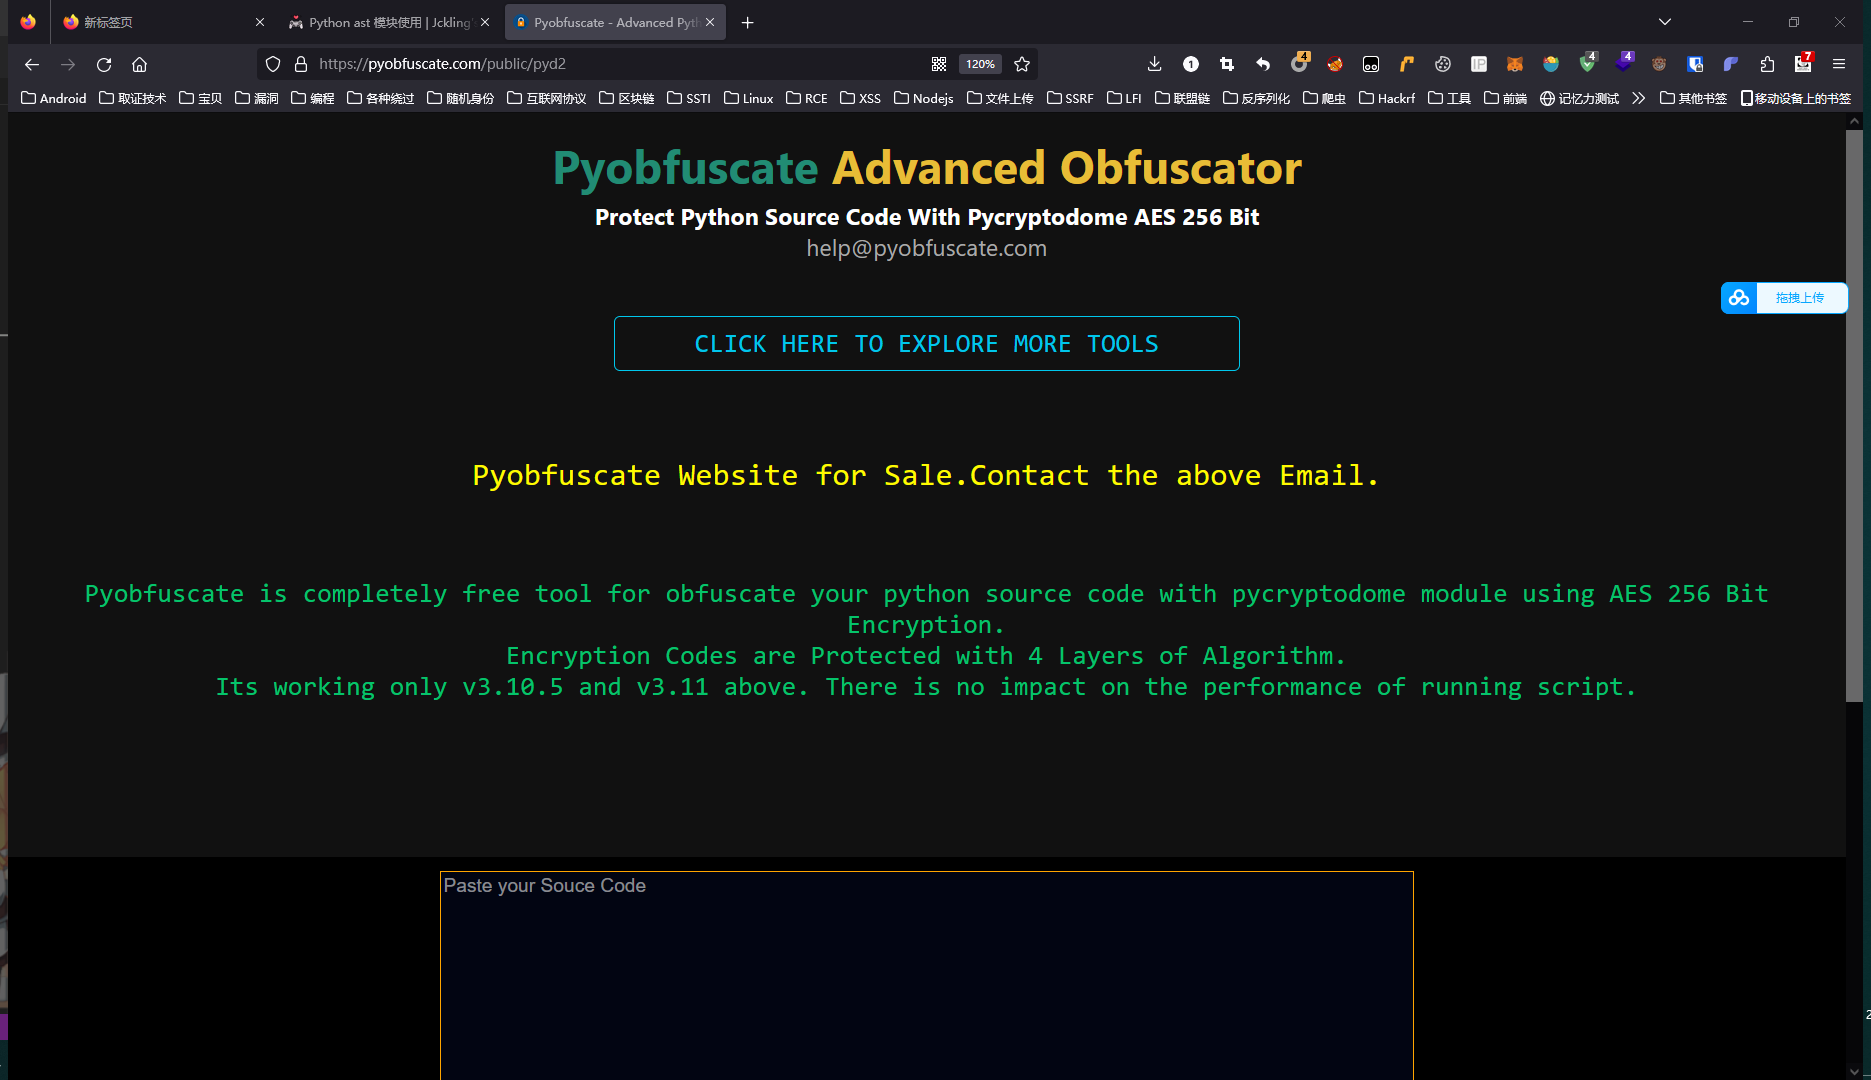 新标签页
Python ast 模块使用 | Jckling'
Pyobfuscate - Advanced Pyth
https://pyobfuscate.com/public/pyd2
120%
1
4
IP
4
4
7
Android 取证技术 宝贝 漏洞 编程 各种绕过 随机身份 互联网协议 区块链 SSTI Linux RCE XSS Nodejs 文件上传 SSRF LFI 联盟链 反序列化 爬虫 Hackrf 工具 前端 记忆力测试 其他书签 移动设备上的书签
Pyobfuscate Advanced Obfuscator
Protect Python Source Code With Pycryptodome AES 256 Bit
help@pyobfuscate.com
拖拽上传
CLICK HERE TO EXPLORE MORE TOOLS
Pyobfuscate Website for Sale.Contact the above Email.
Pyobfuscate is completely free tool for obfuscate your python source code with pycryptodome module using AES 256 Bit
Encryption.
Encryption Codes are Protected with 4 Layers of Algorithm.
Its working only v3.10.5 and v3.11 above. There is no impact on the performance of running script.
Paste your Souce Code